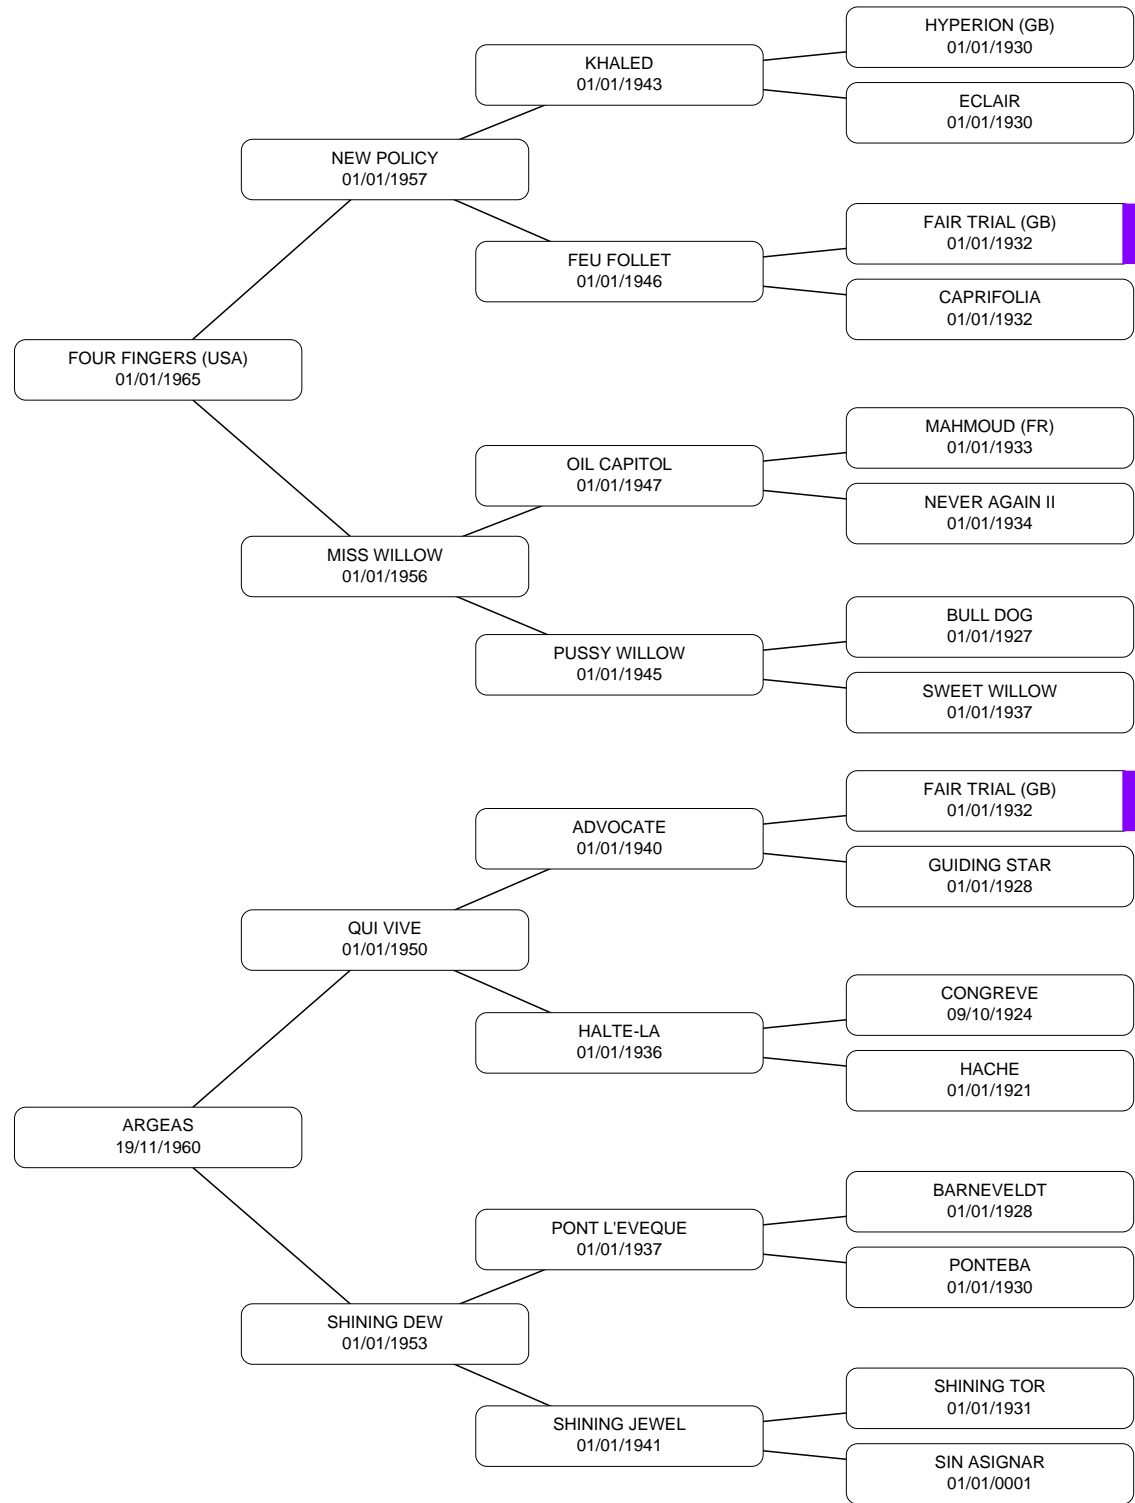 HYPERION (GB)
01/01/1930
KHALED
01/01/1943
ECLAIR
01/01/1930
NEW POLICY
01/01/1957
FAIR TRIAL (GB)
01/01/1932
FEU FOLLET
01/01/1946
CAPRIFOLIA
01/01/1932
FOUR FINGERS (USA)
01/01/1965
MAHMOUD (FR)
01/01/1933
OIL CAPITOL
01/01/1947
NEVER AGAIN II
01/01/1934
MISS WILLOW
01/01/1956
BULL DOG
01/01/1927
PUSSY WILLOW
01/01/1945
SWEET WILLOW
01/01/1937
FAIR TRIAL (GB)
01/01/1932
ADVOCATE
01/01/1940
GUIDING STAR
01/01/1928
QUI VIVE
01/01/1950
CONGREVE
09/10/1924
HALTE-LA
01/01/1936
HACHE
01/01/1921
ARGEAS
19/11/1960
BARNEVELDT
01/01/1928
PONT L'EVEQUE
01/01/1937
PONTEBA
01/01/1930
SHINING DEW
01/01/1953
SHINING TOR
01/01/1931
SHINING JEWEL
01/01/1941
SIN ASIGNAR
01/01/0001